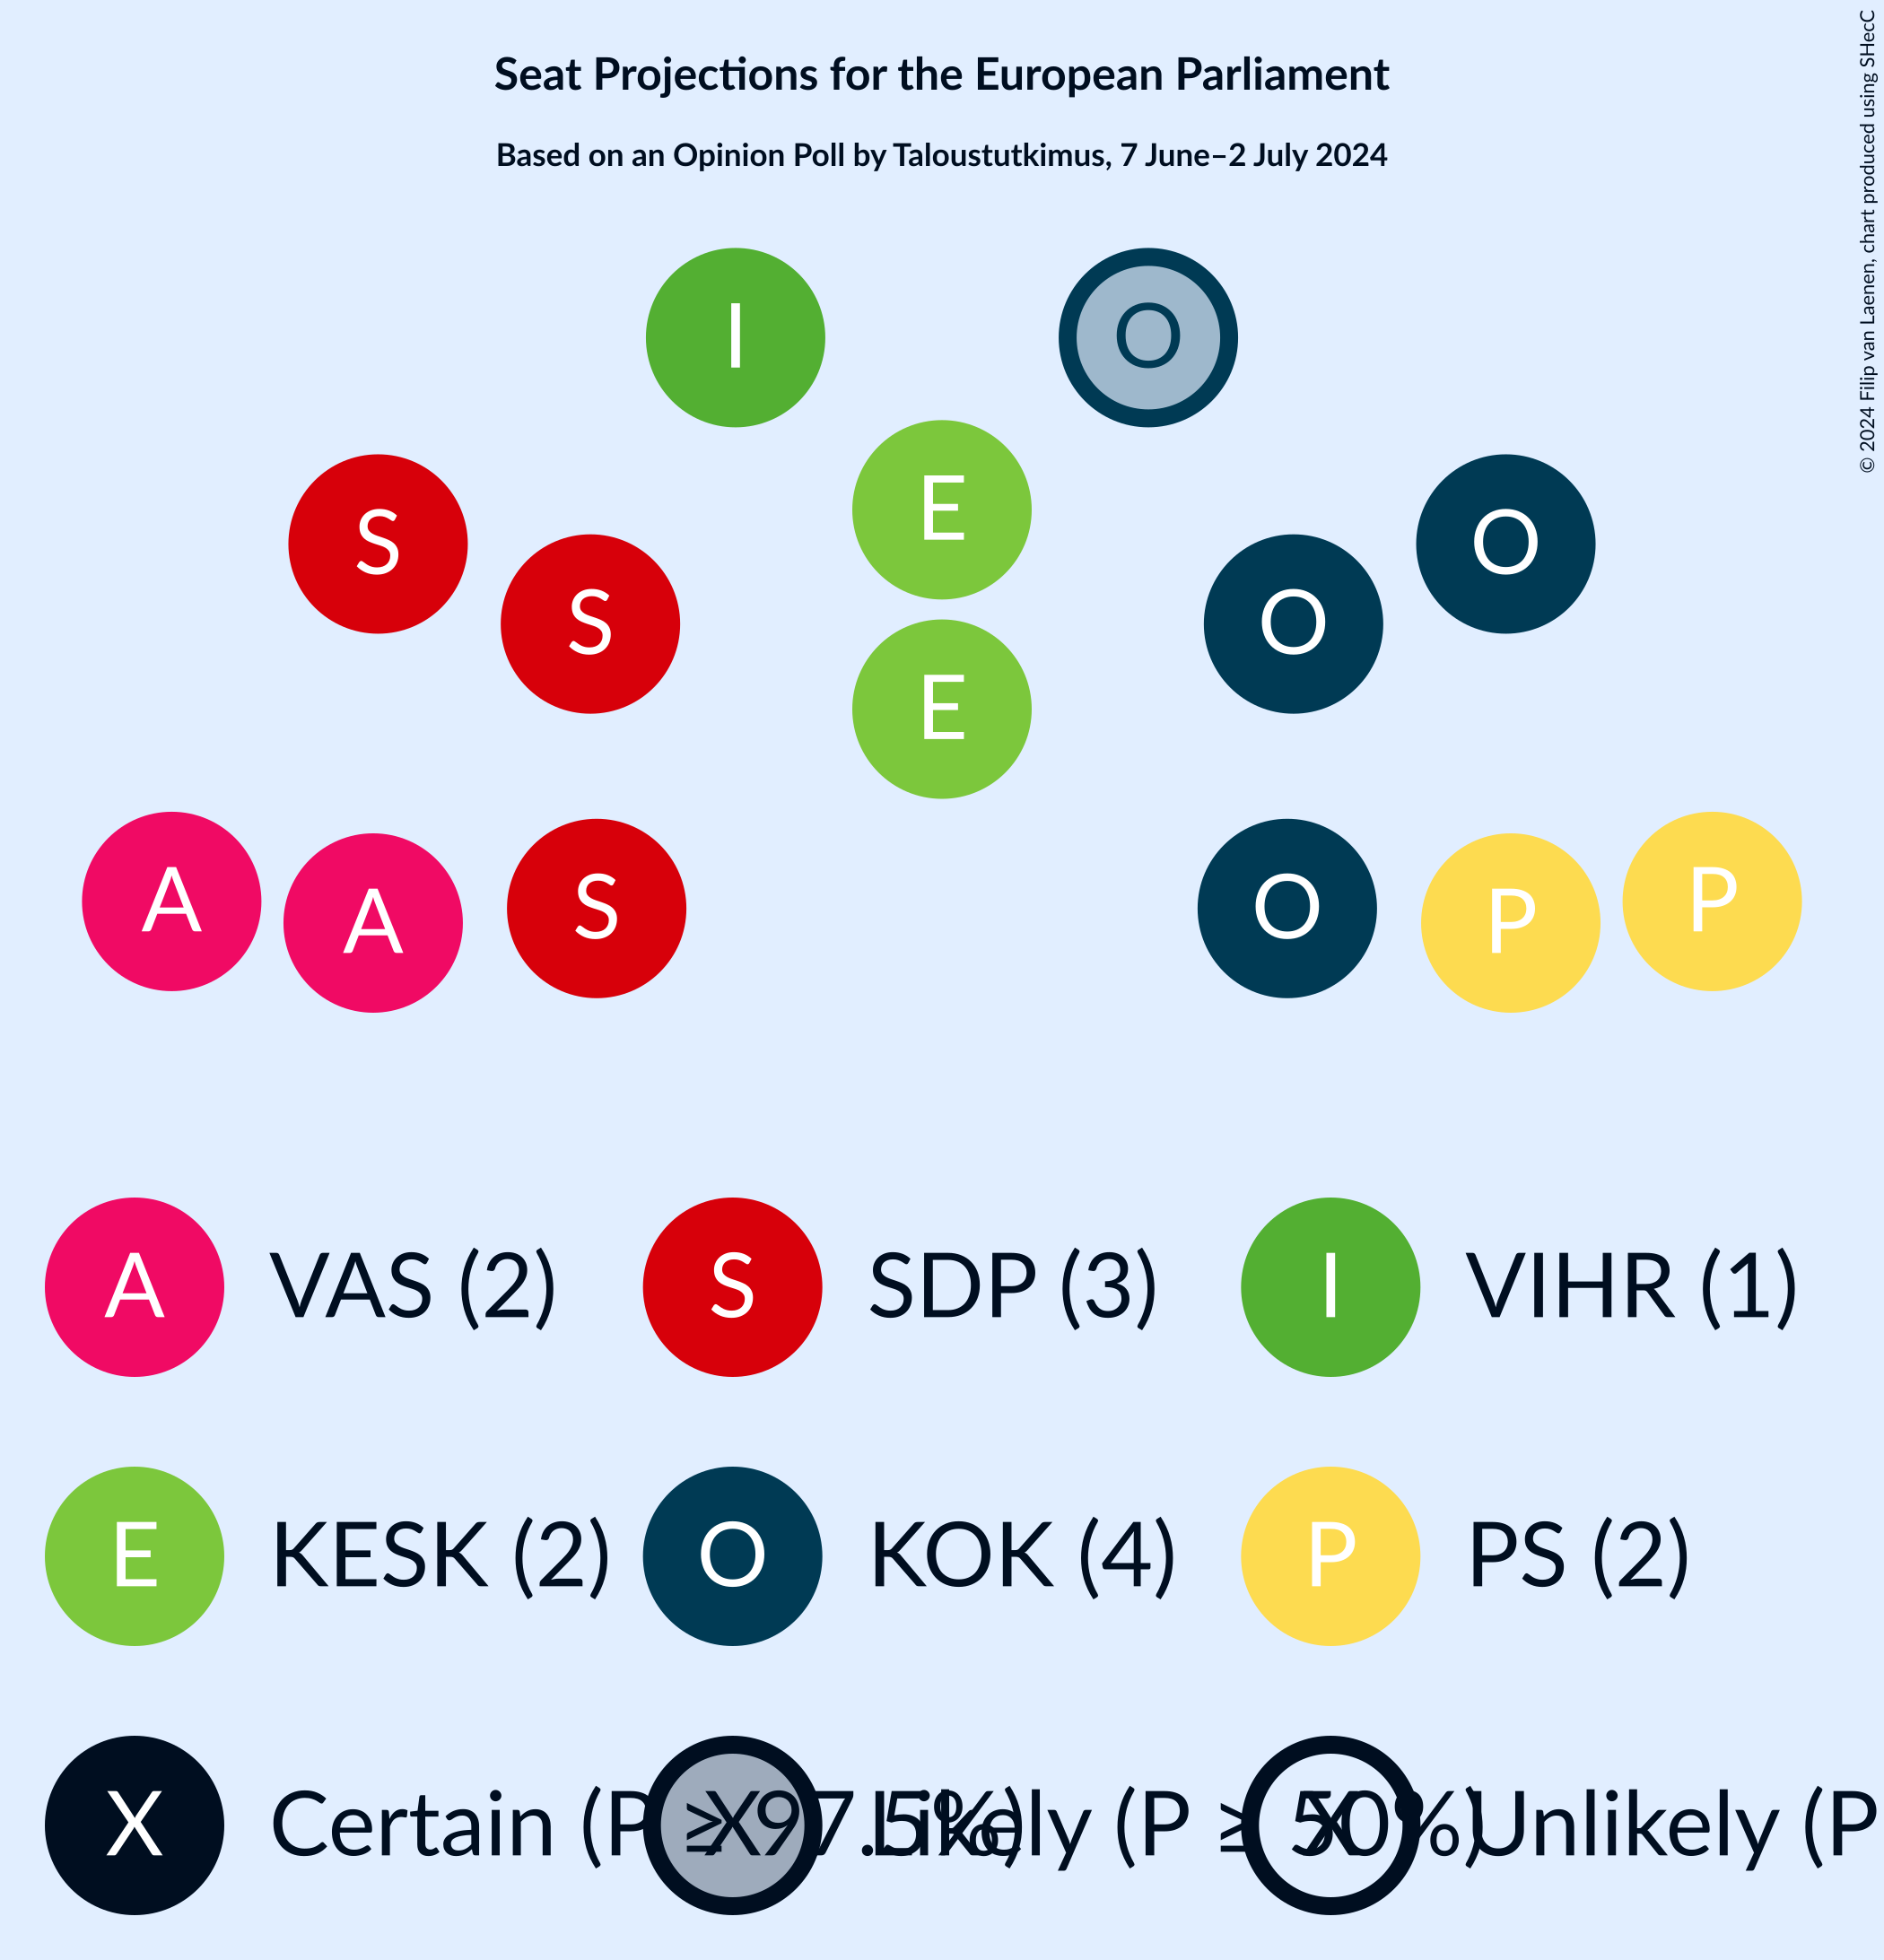 Seat Projections for the European Parliament
Based on an Opinion Poll by Taloustutkimus, 7 June–2 July 2024
© 2024 Filip van Laenen, chart produced using SHecC
I O
E
S O
S O
E
A P
A S O P
A VAS (2) S SDP (3) I VIHR (1)
E KESK (2) O KOK (4) P PS (2)
X Certain (P ≥ 97.5%) X Likely (P ≥ 50%) X Unlikely (P